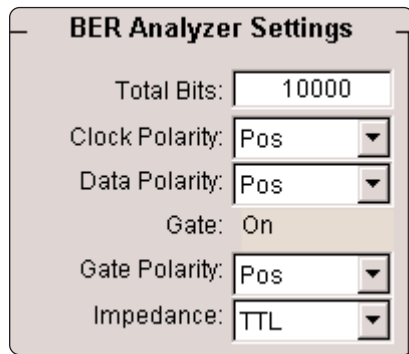 BER Analyzer Settings
Total Bits: 10000
Clock Polarity: Pos
Data Polarity: Pos
Gate: On
Gate Polarity: Pos
Impedance: TTL